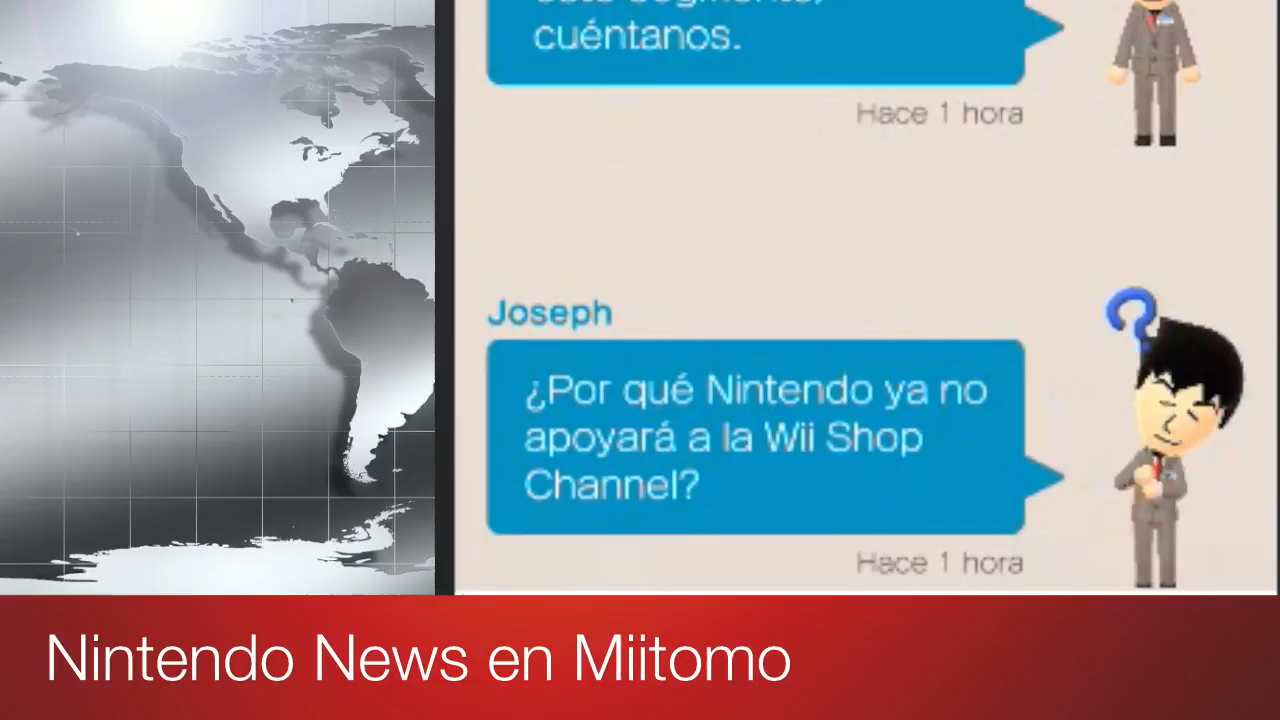 cuéntanos.
Hace 1 hora
Joseph
¿Por qué Nintendo ya no
apoyará a la Wii Shop
Channel?
Hace 1 hora
Nintendo News en Miitomo